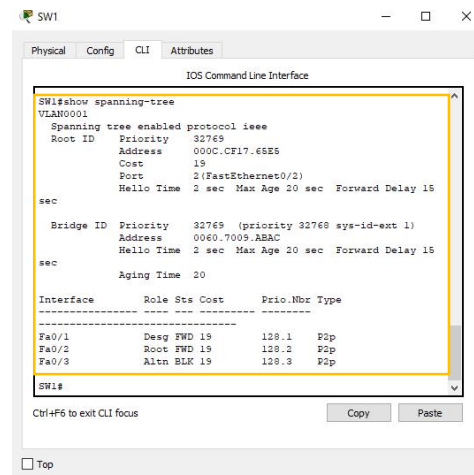 SW1
Physical Config CLI Attributes
IOS Command Line Interface
SW1#show spanning-tree
VLAN0001
Spanning tree enabled protocol ieee
Root ID Priority 32769
Address 000C.CF17.65E5
Cost 19
Port 2(FastEthernet0/2)
Hello Time 2 sec Max Age 20 sec Forward Delay 15
sec
Bridge ID Priority 32769 (priority 32768 sys-id-ext 1)
Address 0060.7009.ABAC
Hello Time 2 sec Max Age 20 sec Forward Delay 15
sec
Aging Time 20
Interface Role Sts Cost Prio.Nbr Type
---------------- ---- --- --------- --------
--------------------------------
Fa0/1 Desg FWD 19 128.1 P2p
Fa0/2 Root FWD 19 128.2 P2p
Fa0/3 Altn BLK 19 128.3 P2p
SW1#
Ctrl+F6 to exit CLI focus Copy Paste
Top